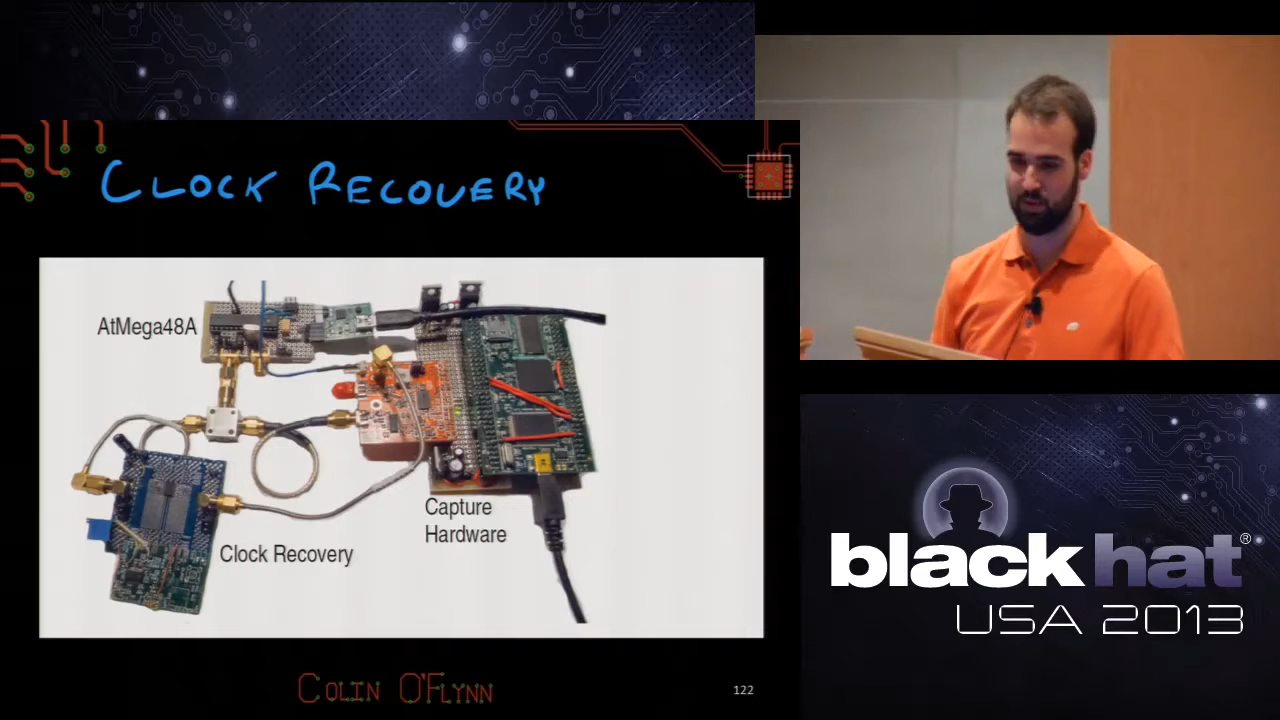 CLOCK RECOVERY
AtMega48A
Capture
Hardware
Clock Recovery
COLIN O'FLYNN
122
black hat®
USA 2013